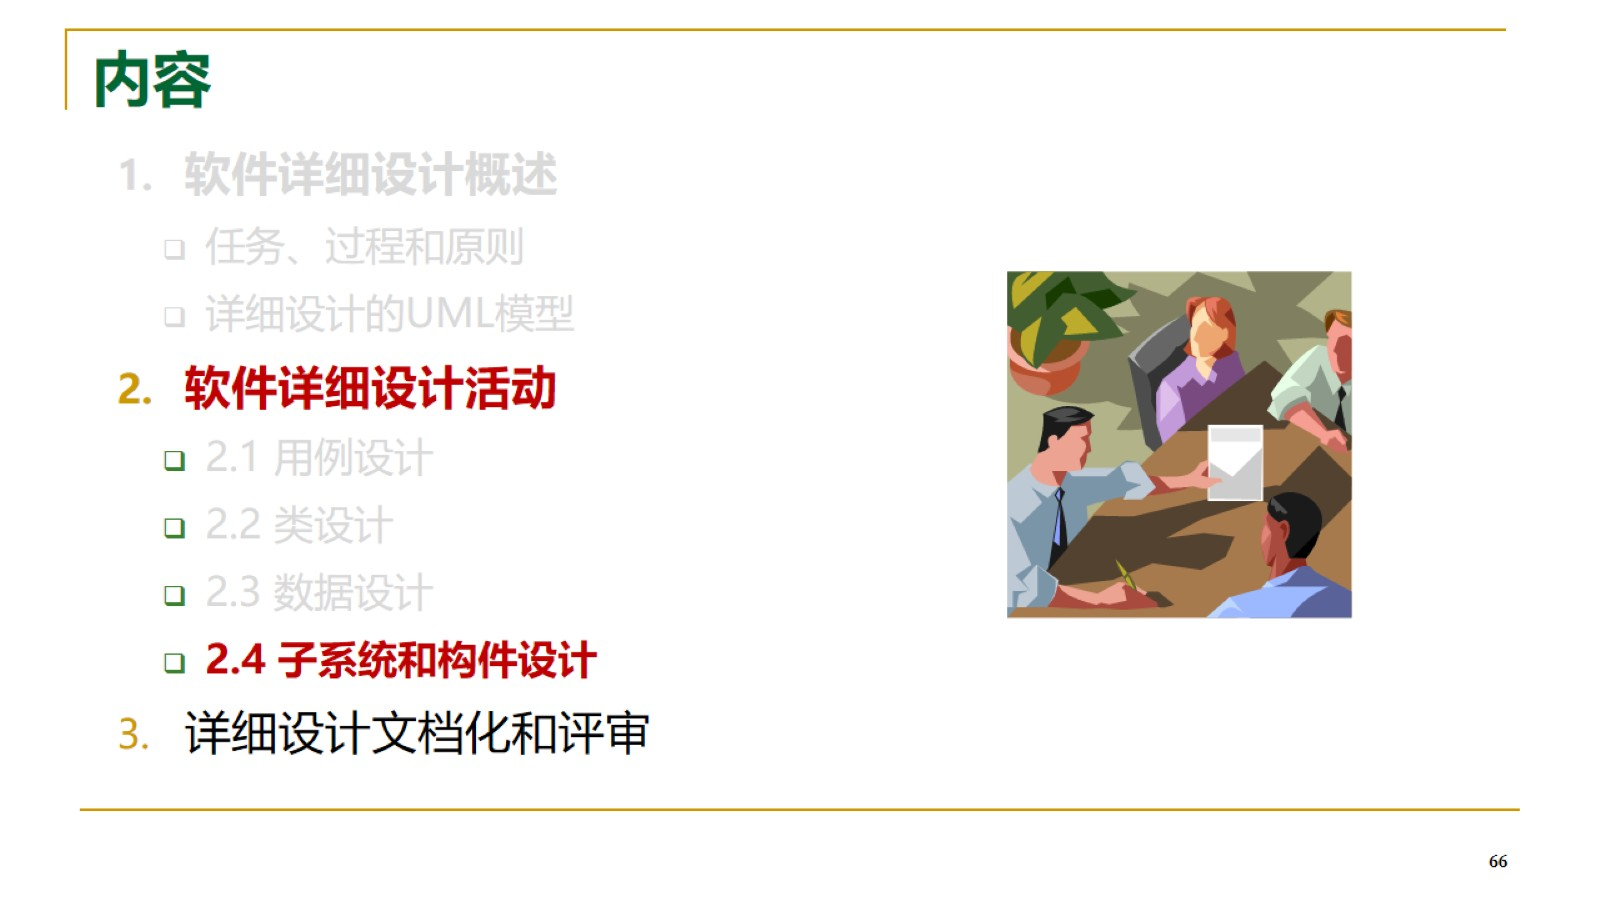 内容
1. 软件详细设计概述
❑ 任务、过程和原则
❑ 详细设计的UML模型
2. 软件详细设计活动
❑ 2.1 用例设计
❑ 2.2 类设计
❑ 2.3 数据设计
❑ 2.4 子系统和构件设计
3. 详细设计文档化和评审
66